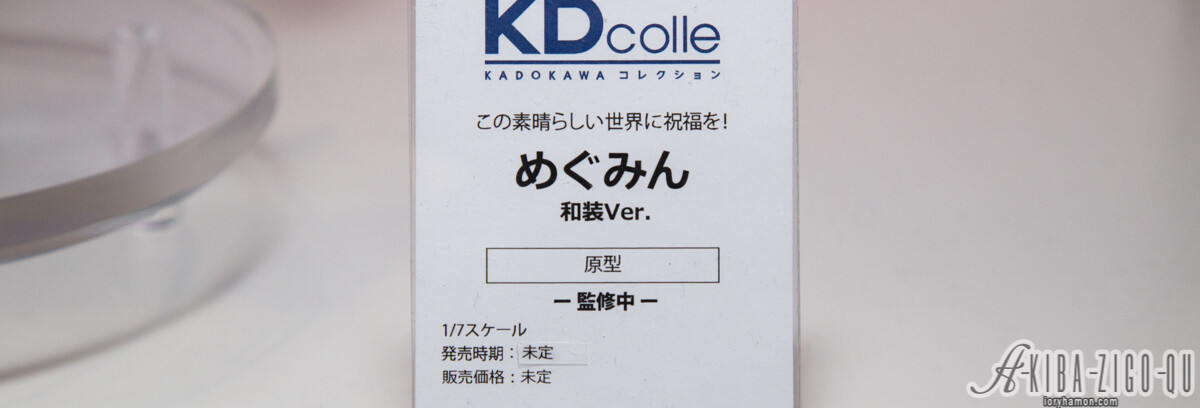 KDcolle
KADOKAWA コレクション
この素晴らしい世界に祝福を!
めぐみん
和装Ver.
原型
ー 監修中 ー
1/7スケール
発売時期：未定
販売価格：未定
A-KIBA-ZIGO-QU
loryhamon.com